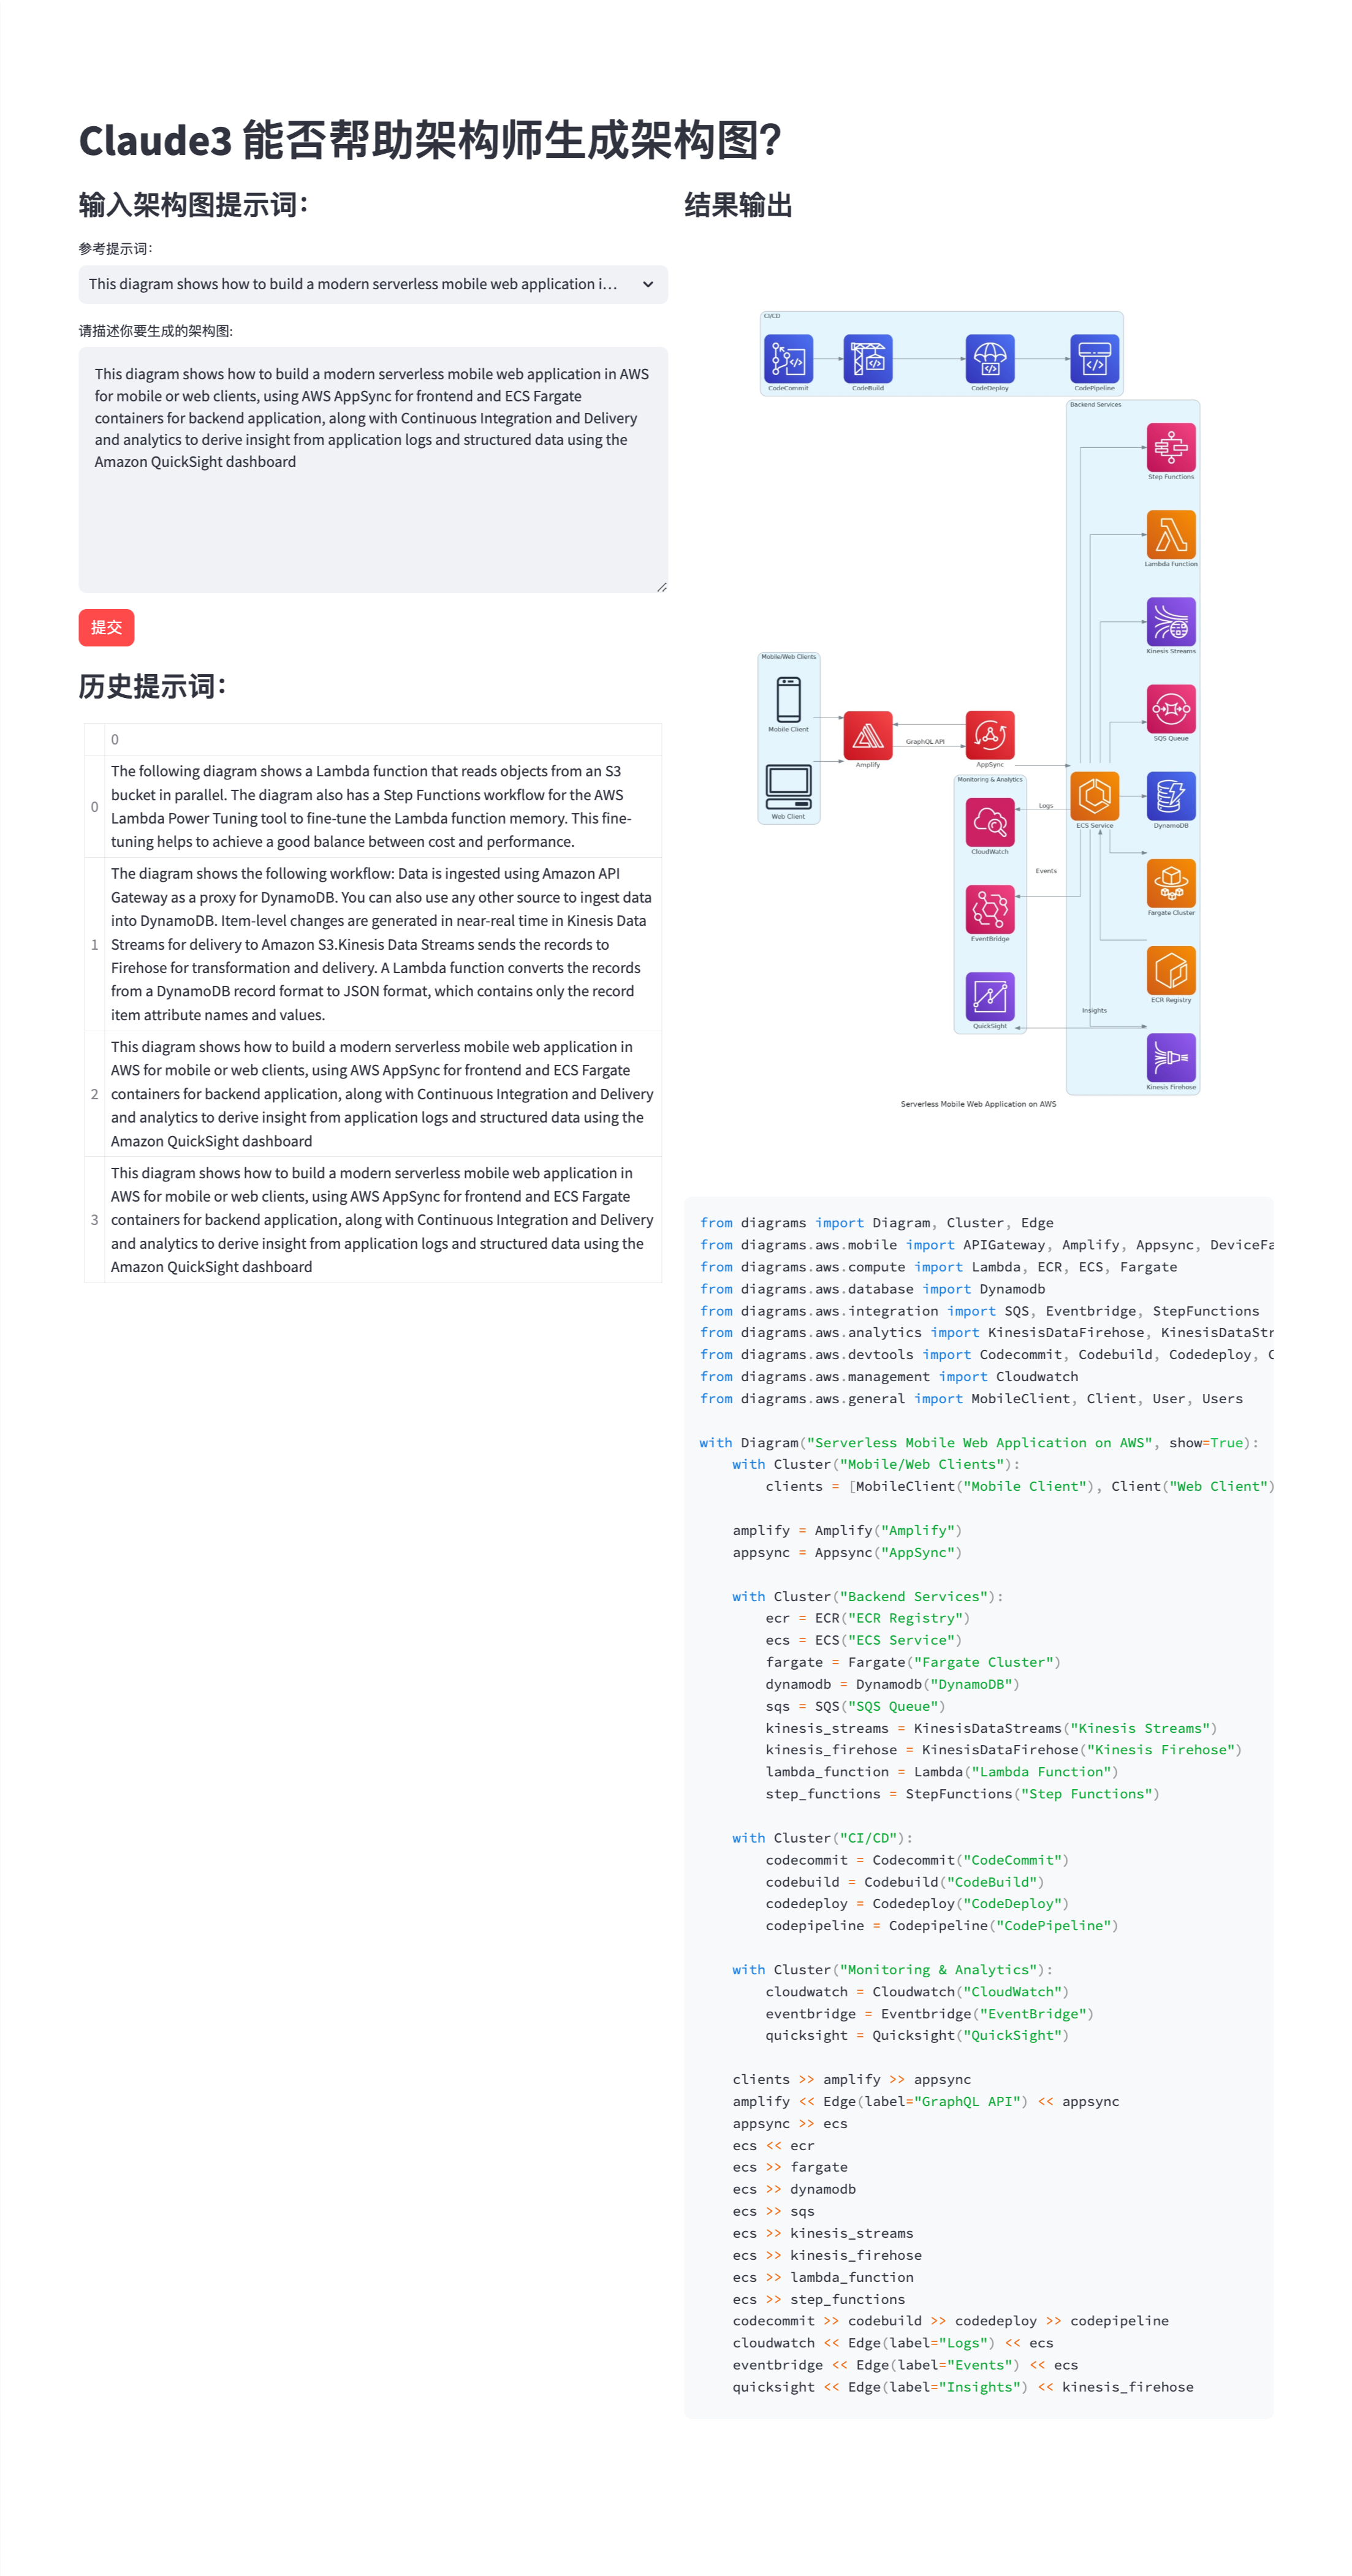 Claude3 能否帮助架构师生成架构图?
输入架构图提示词：
参考提示词:
This diagram shows how to build a modern serverless mobile web application i…
请描述你要生成的架构图:
This diagram shows how to build a modern serverless mobile web application in AWS
for mobile or web clients, using AWS AppSync for frontend and ECS Fargate
containers for backend application, along with Continuous Integration and Delivery
and analytics to derive insight from application logs and structured data using the
Amazon QuickSight dashboard
提交
历史提示词：
0
0
The following diagram shows a Lambda function that reads objects from an S3
bucket in parallel. The diagram also has a Step Functions workflow for the AWS
Lambda Power Tuning tool to fine-tune the Lambda function memory. This fine-
tuning helps to achieve a good balance between cost and performance.
1
The diagram shows the following workflow: Data is ingested using Amazon API
Gateway as a proxy for DynamoDB. You can also use any other source to ingest data
into DynamoDB. Item-level changes are generated in near-real time in Kinesis Data
Streams for delivery to Amazon S3.Kinesis Data Streams sends the records to
Firehose for transformation and delivery. A Lambda function converts the records
from a DynamoDB record format to JSON format, which contains only the record
item attribute names and values.
2
This diagram shows how to build a modern serverless mobile web application in
AWS for mobile or web clients, using AWS AppSync for frontend and ECS Fargate
containers for backend application, along with Continuous Integration and Delivery
and analytics to derive insight from application logs and structured data using the
Amazon QuickSight dashboard
3
This diagram shows how to build a modern serverless mobile web application in
AWS for mobile or web clients, using AWS AppSync for frontend and ECS Fargate
containers for backend application, along with Continuous Integration and Delivery
and analytics to derive insight from application logs and structured data using the
Amazon QuickSight dashboard
结果输出
CI/CD
CodeCommit
CodeBuild
CodeDeploy
CodePipeline
Backend Services
Step Functions
Lambda Function
Kinesis Streams
Mobile/Web Clients
Mobile Client
Web Client
Amplify
GraphQL API
AppSync
SQS Queue
Monitoring & Analytics
CloudWatch
Logs
ECS Service
DynamoDB
Events
EventBridge
Fargate Cluster
QuickSight
Insights
ECR Registry
Kinesis Firehose
Serverless Mobile Web Application on AWS
from diagrams import Diagram, Cluster, Edge
from diagrams.aws.mobile import APIGateway, Amplify, Appsync, DeviceFa
from diagrams.aws.compute import Lambda, ECR, ECS, Fargate
from diagrams.aws.database import Dynamodb
from diagrams.aws.integration import SQS, Eventbridge, StepFunctions
from diagrams.aws.analytics import KinesisDataFirehose, KinesisDataStr
from diagrams.aws.devtools import Codecommit, Codebuild, Codedeploy, C
from diagrams.aws.management import Cloudwatch
from diagrams.aws.general import MobileClient, Client, User, Users
with Diagram("Serverless Mobile Web Application on AWS", show=True):
with Cluster("Mobile/Web Clients"):
clients = [MobileClient("Mobile Client"), Client("Web Client")
amplify = Amplify("Amplify")
appsync = Appsync("AppSync")
with Cluster("Backend Services"):
ecr = ECR("ECR Registry")
ecs = ECS("ECS Service")
fargate = Fargate("Fargate Cluster")
dynamodb = Dynamodb("DynamoDB")
sqs = SQS("SQS Queue")
kinesis_streams = KinesisDataStreams("Kinesis Streams")
kinesis_firehose = KinesisDataFirehose("Kinesis Firehose")
lambda_function = Lambda("Lambda Function")
step_functions = StepFunctions("Step Functions")
with Cluster("CI/CD"):
codecommit = Codecommit("CodeCommit")
codebuild = Codebuild("CodeBuild")
codedeploy = Codedeploy("CodeDeploy")
codepipeline = Codepipeline("CodePipeline")
with Cluster("Monitoring & Analytics"):
cloudwatch = Cloudwatch("CloudWatch")
eventbridge = Eventbridge("EventBridge")
quicksight = Quicksight("QuickSight")
clients >> amplify >> appsync
amplify << Edge(label="GraphQL API") << appsync
appsync >> ecs
ecs << ecr
ecs >> fargate
ecs >> dynamodb
ecs >> sqs
ecs >> kinesis_streams
ecs >> kinesis_firehose
ecs >> lambda_function
ecs >> step_functions
codecommit >> codebuild >> codedeploy >> codepipeline
cloudwatch << Edge(label="Logs") << ecs
eventbridge << Edge(label="Events") << ecs
quicksight << Edge(label="Insights") << kinesis_firehose